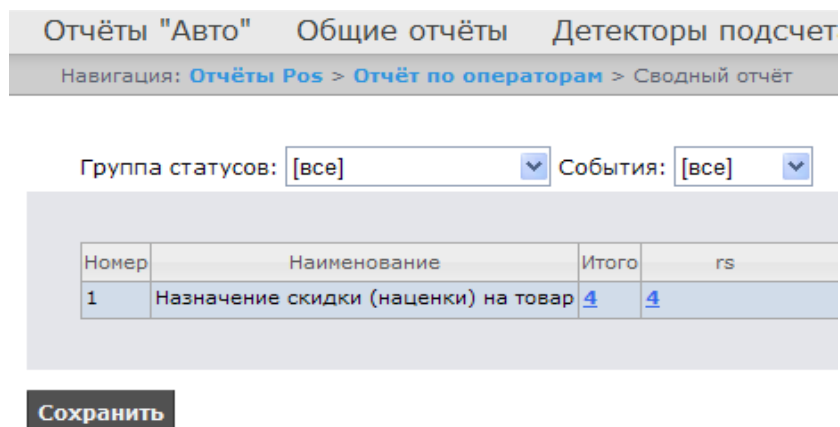 Отчёты "Авто" Общие отчёты Детекторы подсчет
Навигация: Отчёты Pos > Отчёт по операторам > Сводный отчёт
Группа статусов: [все] События: [все]
Номер Наименование Итого rs
1 Назначение скидки (наценки) на товар 4 4
Сохранить